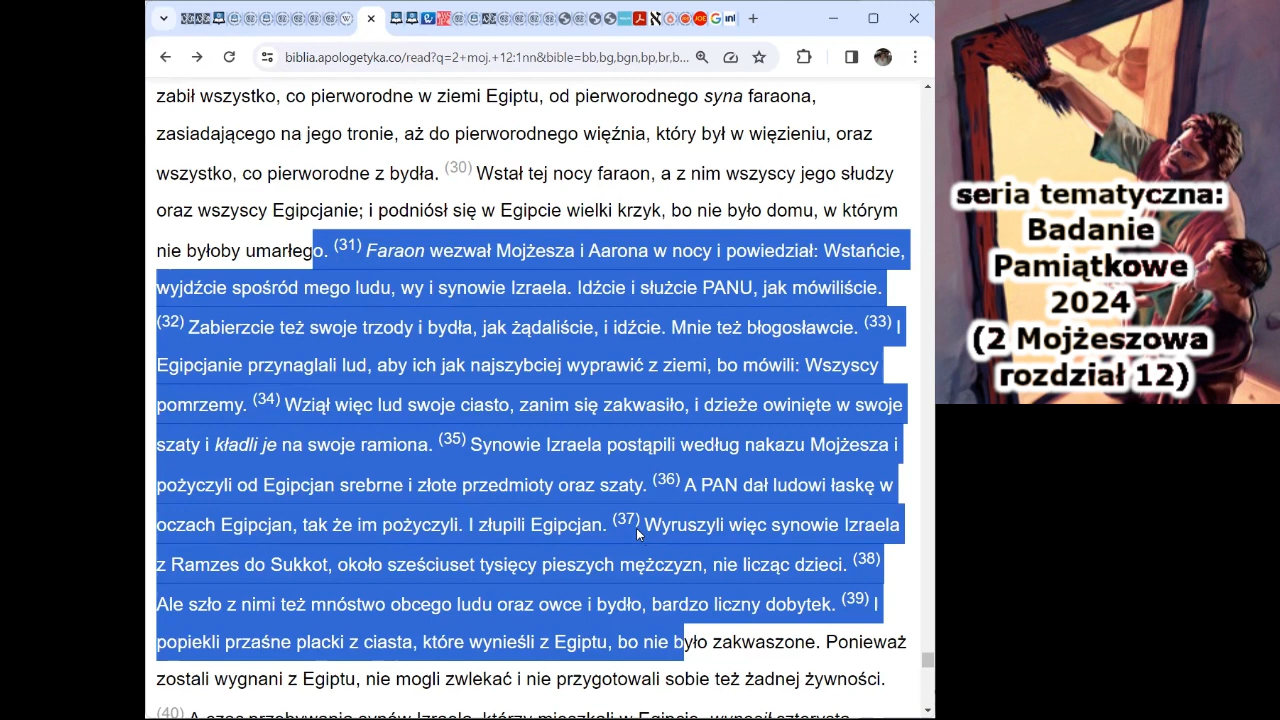 biblia.apologetyka.co/read?q=2+moj.+12:1nn&bible=bb,bg,bgn,bp,br,b...
zabił wszystko, co pierworodne w ziemi Egiptu, od pierworodnego syna faraona,
zasiadającego na jego tronie, aż do pierworodnego więźnia, który był w więzieniu, oraz
wszystko, co pierworodne z bydła. (30) Wstał tej nocy faraon, a z nim wszyscy jego słudzy
oraz wszyscy Egipcjanie; i podniósł się w Egipcie wielki krzyk, bo nie było domu, w którym
nie byłoby umarłego. (31) Faraon wezwał Mojżesza i Aarona w nocy i powiedział: Wstańcie,
wyjdźcie spośród mego ludu, wy i synowie Izraela. Idźcie i służcie PANU, jak mówiliście.
(32) Zabierzcie też swoje trzody i bydła, jak żądaliście, i idźcie. Mnie też błogosławcie. (33) I
Egipcjanie przynaglali lud, aby ich jak najszybciej wyprawić z ziemi, bo mówili: Wszyscy
pomrzemy. (34) Wziął więc lud swoje ciasto, zanim się zakwasiło, i dzieże owinięte w swoje
szaty i kładli je na swoje ramiona. (35) Synowie Izraela postąpili według nakazu Mojżesza i
pożyczyli od Egipcjan srebrne i złote przedmioty oraz szaty. (36) A PAN dał ludowi łaskę w
oczach Egipcjan, tak że im pożyczyli. I złupili Egipcjan. (37) Wyruszyli więc synowie Izraela
z Ramzes do Sukkot, około sześciuset tysięcy pieszych mężczyzn, nie licząc dzieci. (38)
Ale szło z nimi też mnóstwo obcego ludu oraz owce i bydło, bardzo liczny dobytek. (39) I
popiekli przaśne placki z ciasta, które wynieśli z Egiptu, bo nie było zakwaszone. Ponieważ
zostali wygnani z Egiptu, nie mogli zwlekać i nie przygotowali sobie też żadnej żywności.
(40) A czas przebywania synów Izraela, którzy mieszkali w Egipcie, wynosił czterysta
seria tematyczna:
Badanie
Pamiątkowe
2024
(2 Mojżeszowa
rozdział 12)